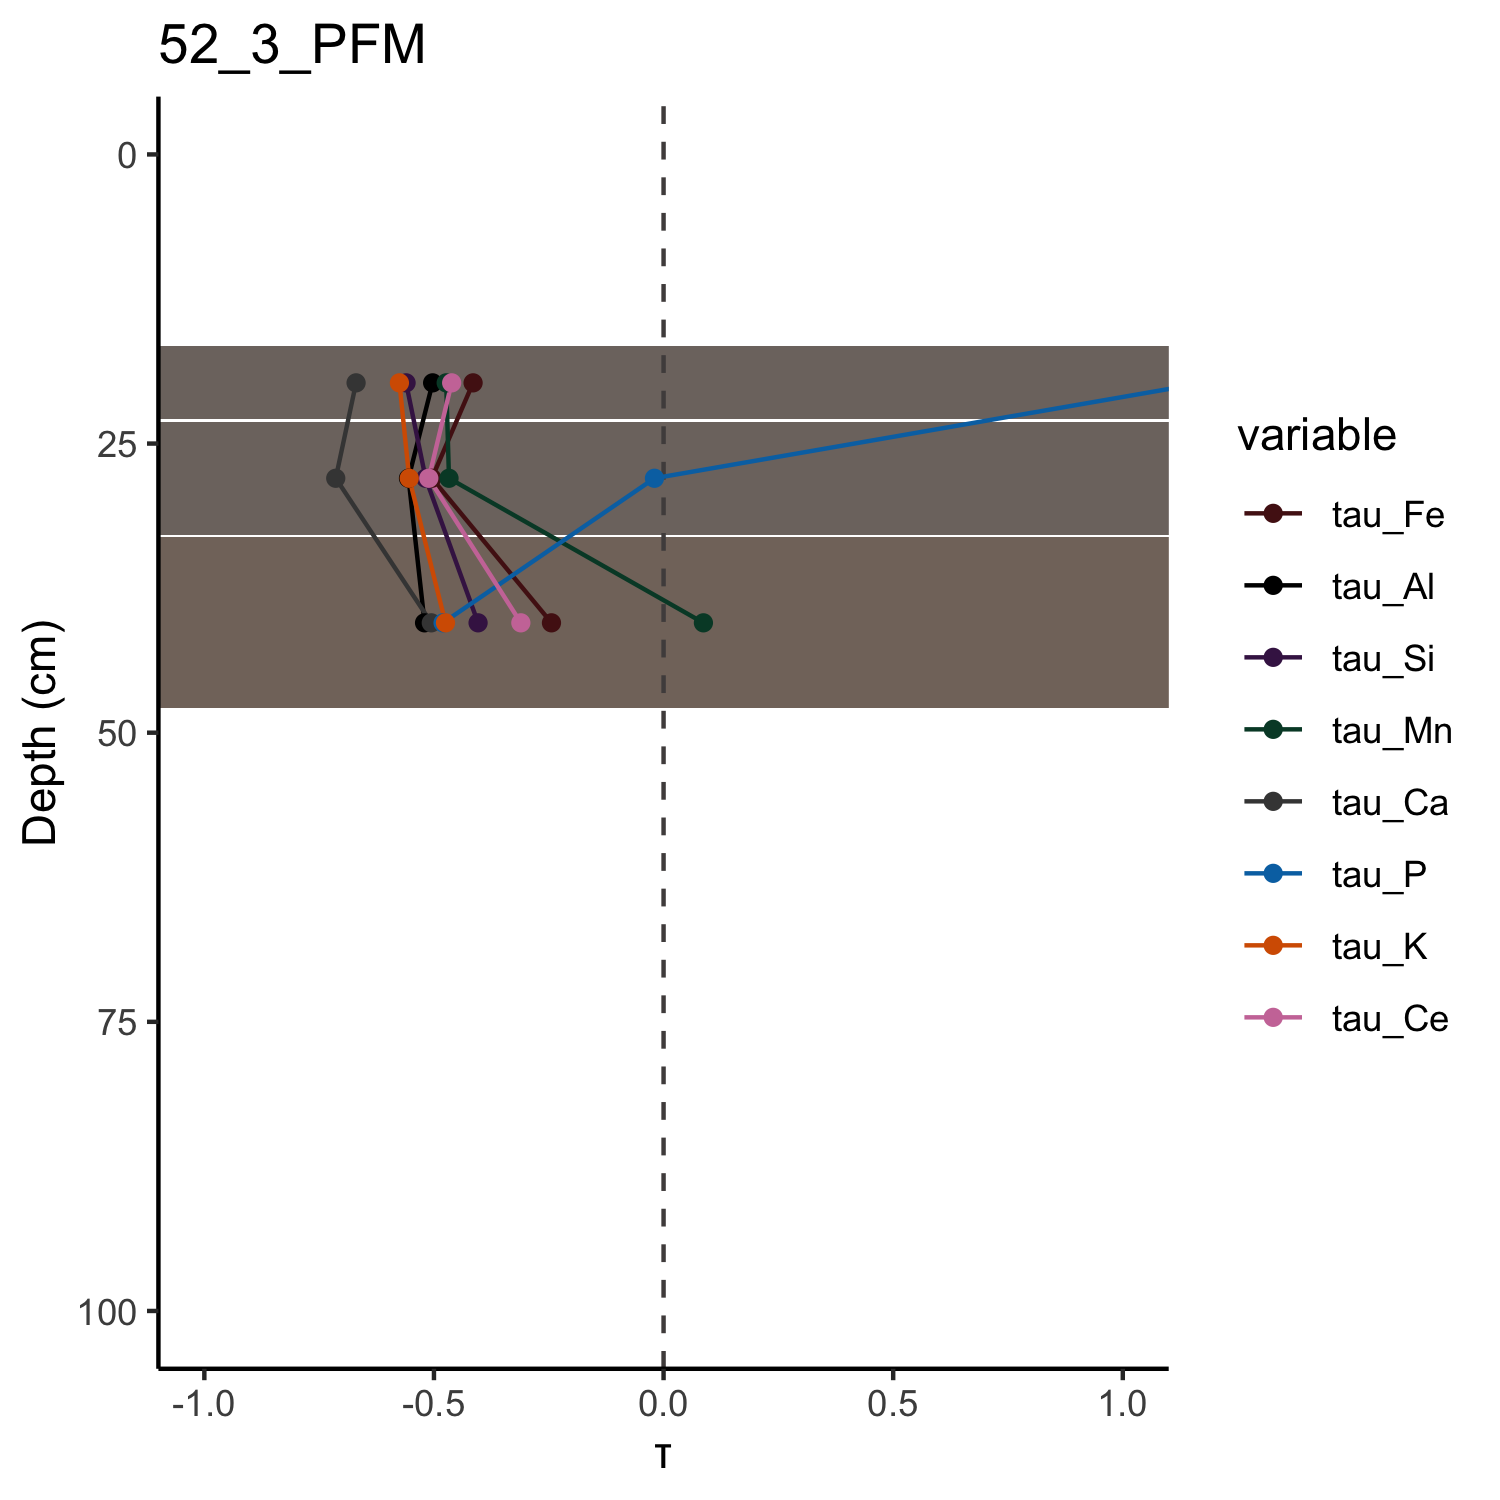 52_3_PFM
Depth (cm)
0
25
50
75
100
-1.0
-0.5
0.0
0.5
1.0
τ
variable
tau_Fe
tau_Al
tau_Si
tau_Mn
tau_Ca
tau_P
tau_K
tau_Ce